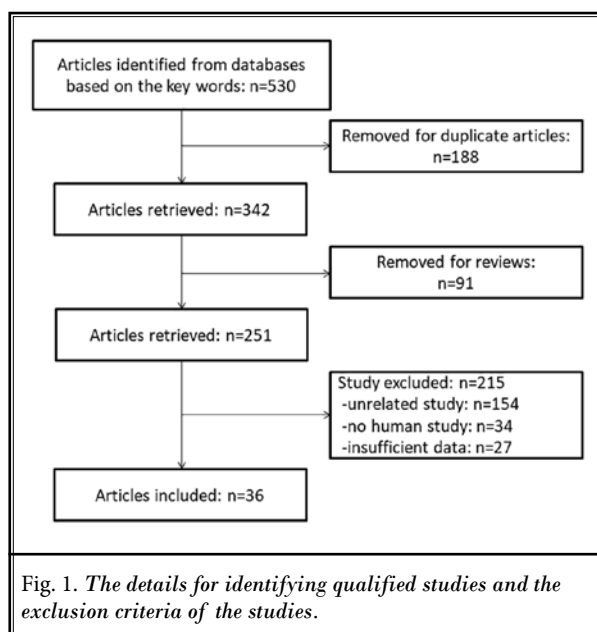 Articles identified from databases
based on the key words: n=530
Removed for duplicate articles:
n=188
Articles retrieved: n=342
Removed for reviews:
n=91
Articles retrieved: n=251
Study excluded: n=215
-unrelated study: n=154
-no human study: n=34
-insufficient data: n=27
Articles included: n=36
Fig. 1. The details for identifying qualified studies and the
exclusion criteria of the studies.